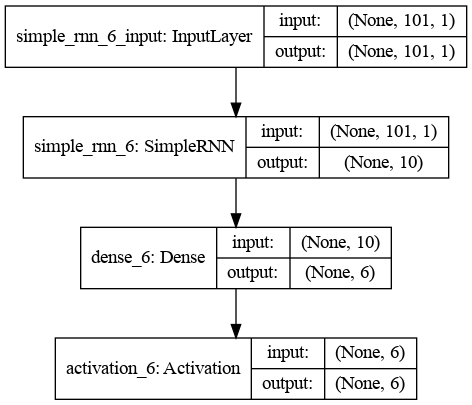 simple_rnn_6_input: InputLayer input: (None, 101, 1)
output: (None, 101, 1)
simple_rnn_6: SimpleRNN input: (None, 101, 1)
output: (None, 10)
dense_6: Dense input: (None, 10)
output: (None, 6)
activation_6: Activation input: (None, 6)
output: (None, 6)